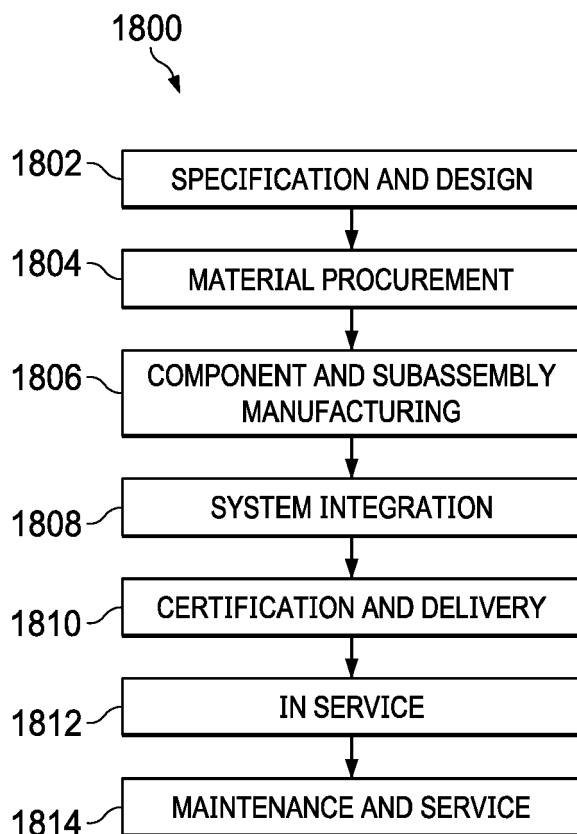 1800
1802
SPECIFICATION AND DESIGN
1804
MATERIAL PROCUREMENT
1806
COMPONENT AND SUBASSEMBLY
MANUFACTURING
1808
SYSTEM INTEGRATION
1810
CERTIFICATION AND DELIVERY
1812
IN SERVICE
1814
MAINTENANCE AND SERVICE